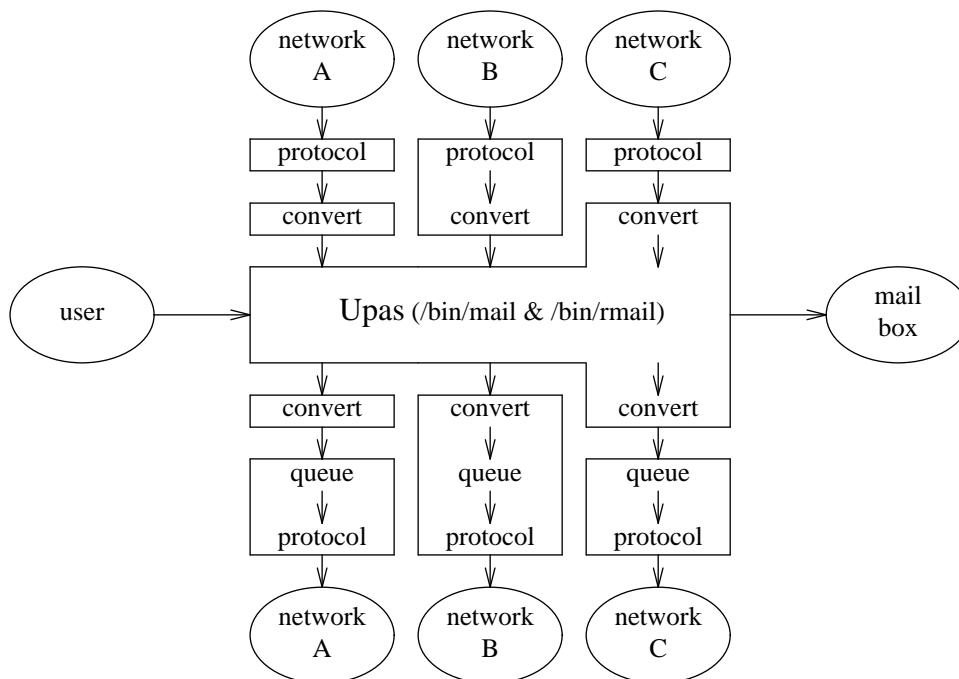 network
A
network
B
network
C
protocol
protocol
protocol
convert
convert
convert
user
Upas (/bin/mail & /bin/rmail)
mail
box
convert
convert
convert
queue
queue
queue
protocol
protocol
protocol
network
A
network
B
network
C